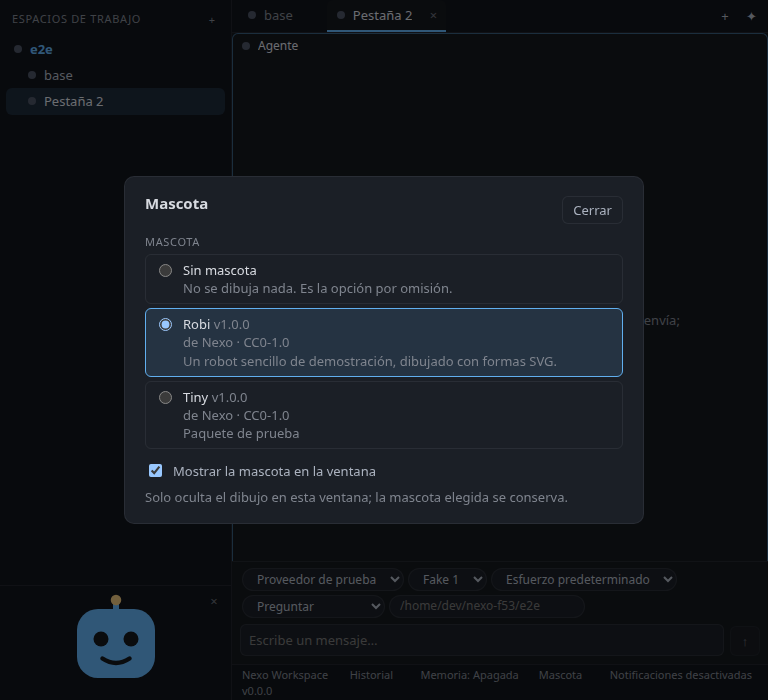 ESPACIOS DE TRABAJO +
e2e
base
Pestaña 2
base
Pestaña 2 ×
+ ✦
Agente
envía;
Mascota
Cerrar
MASCOTA
Sin mascota
No se dibuja nada. Es la opción por omisión.
Robi v1.0.0
de Nexo · CC0-1.0
Un robot sencillo de demostración, dibujado con formas SVG.
Tiny v1.0.0
de Nexo · CC0-1.0
Paquete de prueba
Mostrar la mascota en la ventana
Solo oculta el dibujo en esta ventana; la mascota elegida se conserva.
×
Proveedor de prueba
Fake 1
Esfuerzo predeterminado
Preguntar
/home/dev/nexo-f53/e2e
Escribe un mensaje...
↑
Nexo Workspace v0.0.0
Historial
Memoria: Apagada
Mascota
Notificaciones desactivadas